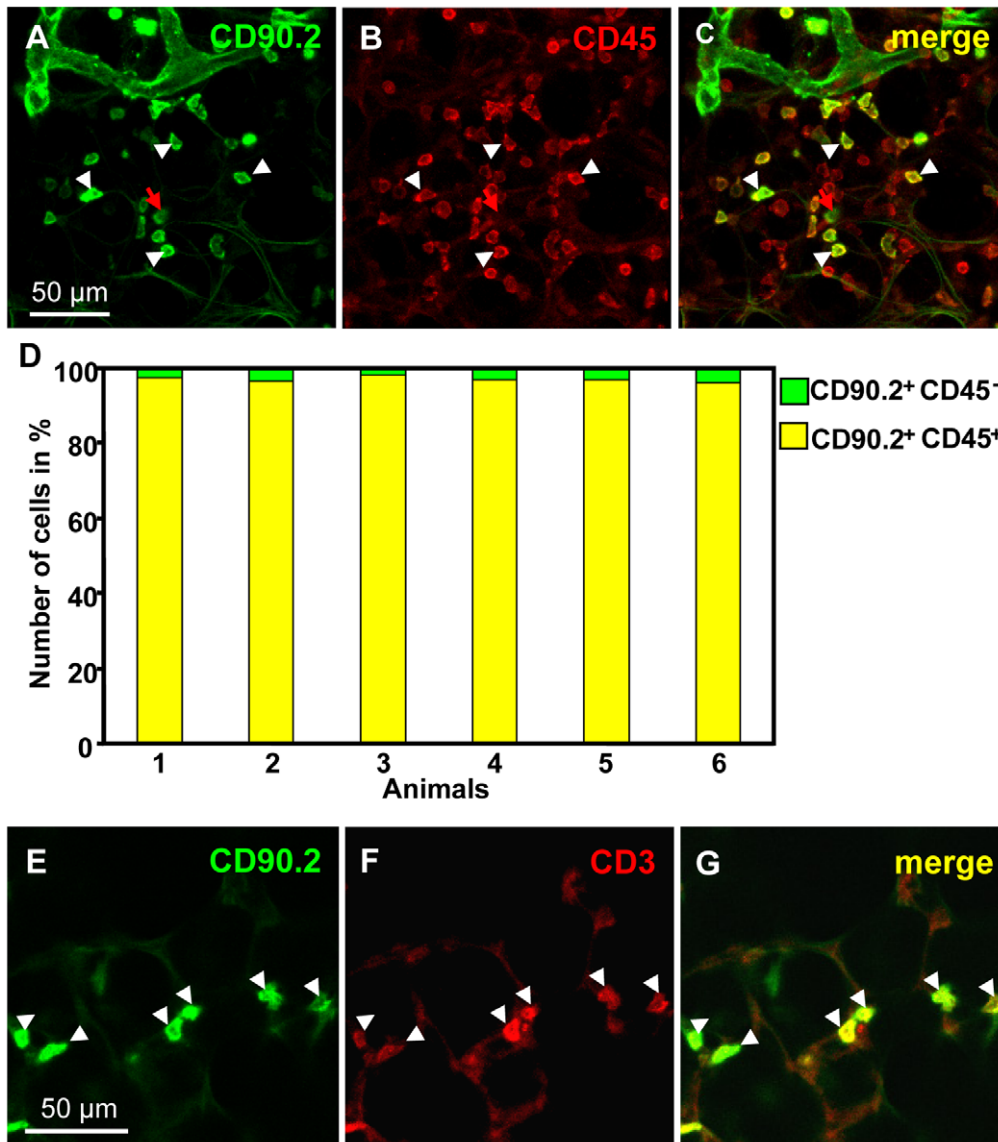 A CD90.2
B CD45
C merge
50 µm
D
100
80
60
40
20
0
Number of cells in %
1 2 3 4 5 6
Animals
CD90.2⁺ CD45⁻
CD90.2⁺ CD45⁺
E CD90.2
F CD3
G merge
50 µm